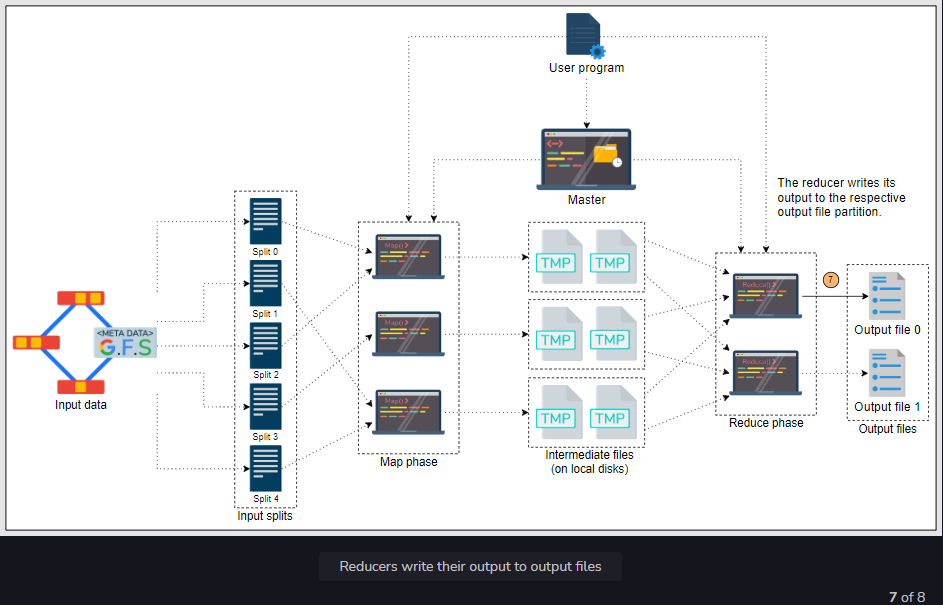 User program
Master
The reducer writes its
output to the respective
output file partition.
Split 0
Map()
TMP TMP
Reduce()
7
Output file 0
Split 1
<META DATA>
G.F.S
Map()
TMP TMP
Split 2
Reduce()
Output file 1
Input data
Split 3
Map()
TMP TMP
Reduce phase
Output files
Split 4
Map phase
Intermediate files
(on local disks)
Input splits
Reducers write their output to output files
7 of 8